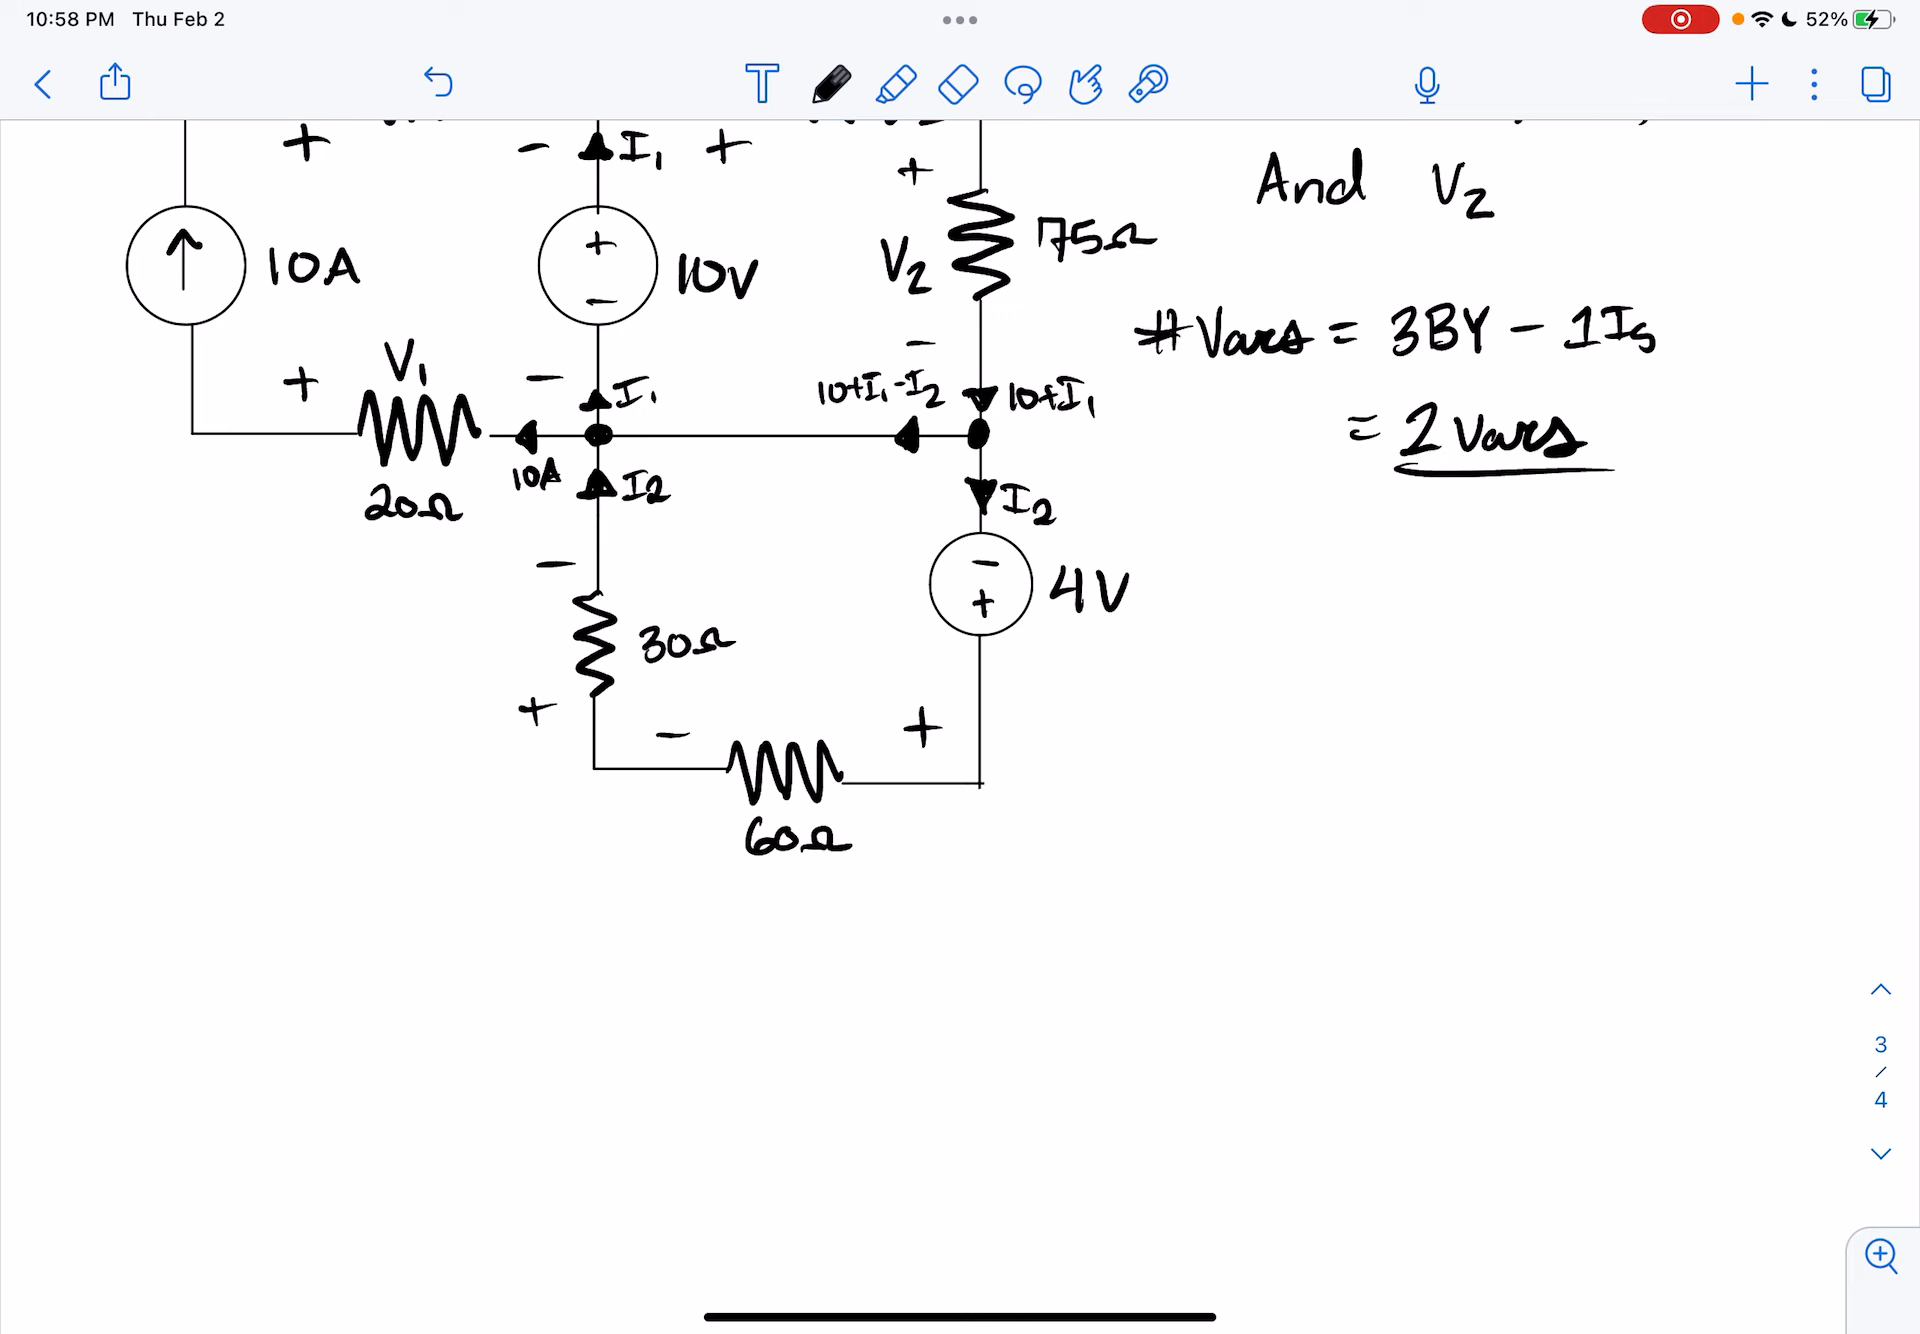 10:58 PM Thu Feb 2
52%
T
+ - I₁ +
+
And V₂
10A
+
-
10V
V₂
75Ω
#Vars = 3BY - 1Is
-
V₁
+
-
I₁
10+I₁-I₂
10+I₁
= 2 Vars
10A
I2
20Ω
I2
-
-
+
4V
30Ω
+
-
+
60Ω
3
/
4